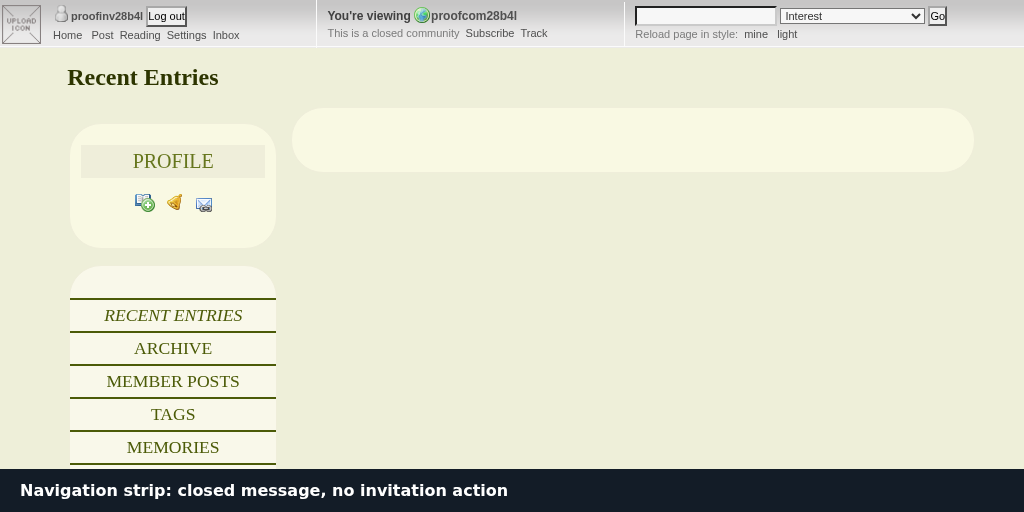 UPLOAD ICON
proofinv28b4l Log out
Home Post Reading Settings Inbox
You're viewing proofcom28b4l
This is a closed community Subscribe Track
Interest Go
Reload page in style: mine light
Recent Entries
PROFILE
RECENT ENTRIES
ARCHIVE
MEMBER POSTS
TAGS
MEMORIES
Navigation strip: closed message, no invitation action